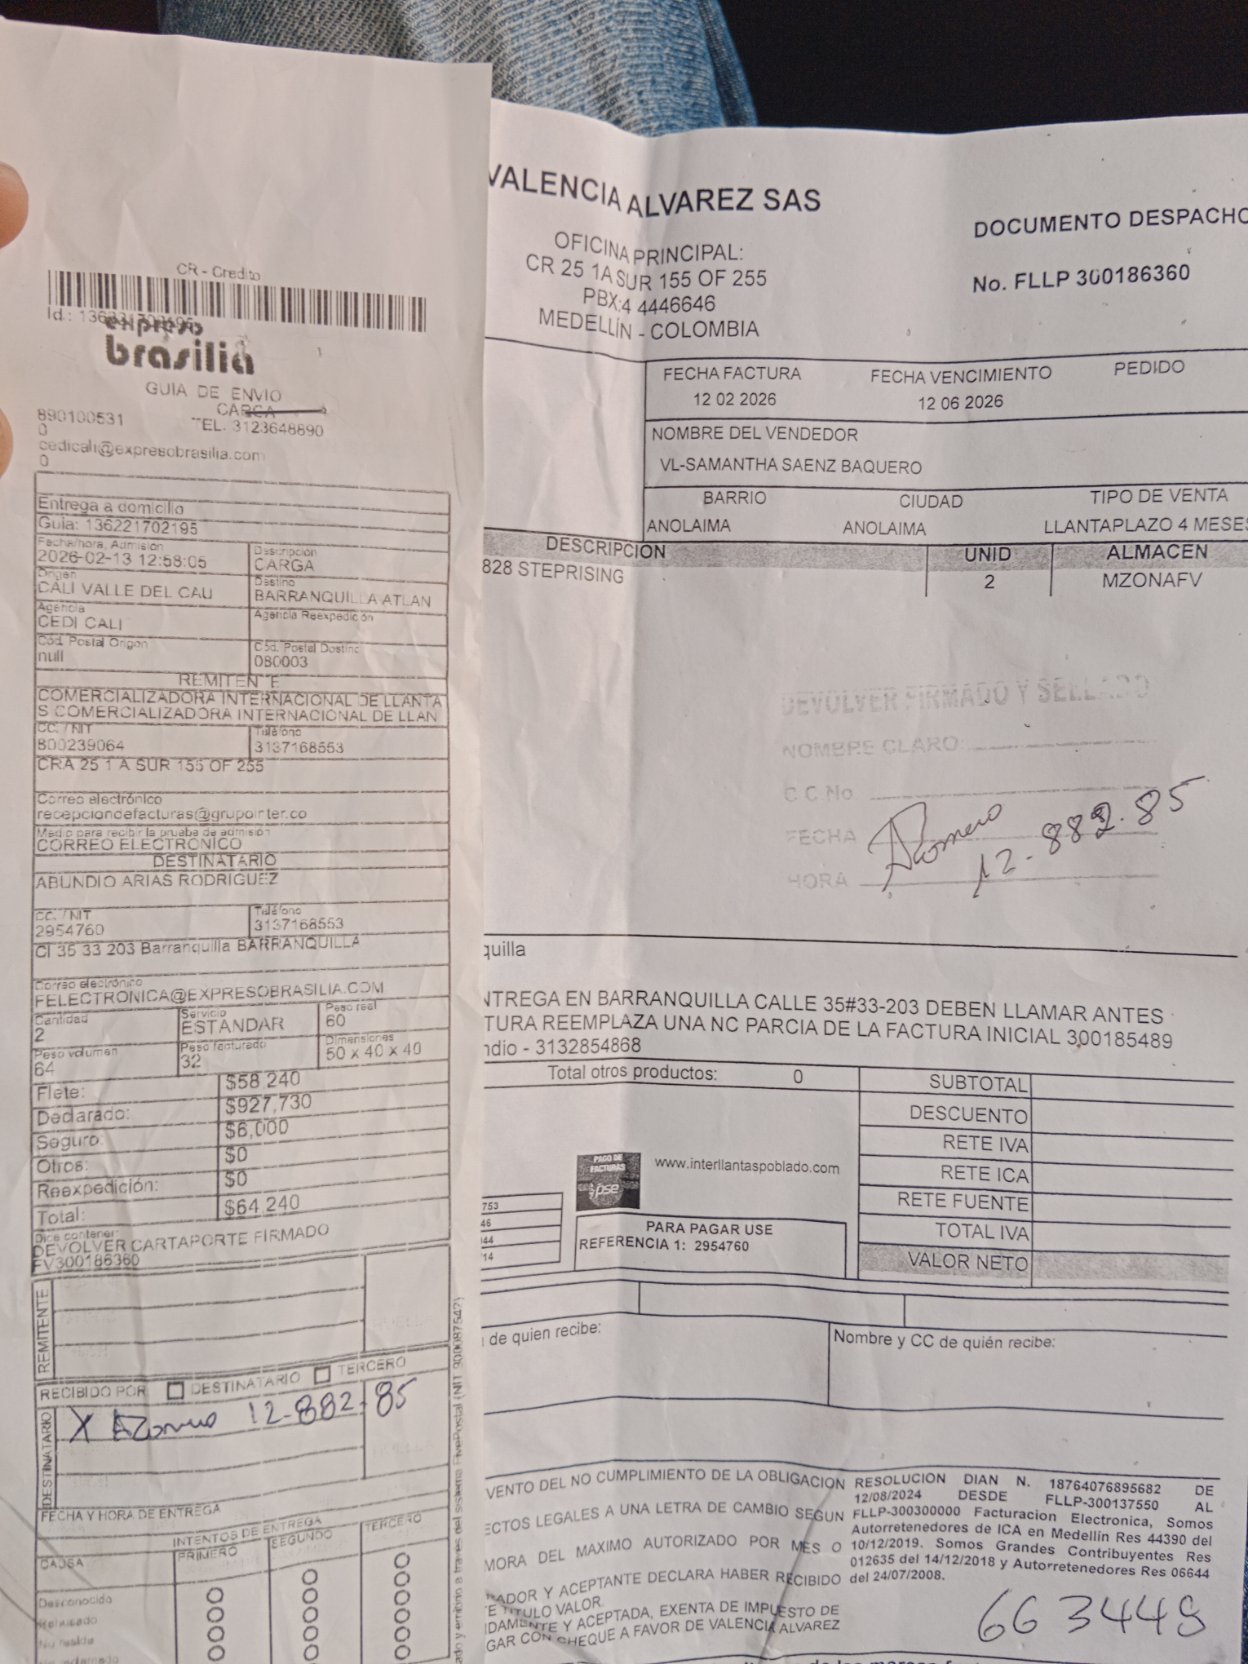 CR - Credito
expreso
brasilia
GUIA DE ENVIO
CARGA
890100531
TEL. 3123648890
0
cedicali@expresobrasilia.com
0
Entrega a domicilio
Guia: 136221702195
Fecha/hora, Admisión
2026-02-13 12:58:05
Descripción
CARGA
Origen
CALI VALLE DEL CAU
Destino
BARRANQUILLA ATLAN
Agencia
CEDI CALI
Agencia Reexpedición
Cód. Postal Origen
null
Cód. Postal Destino
080003
REMITENTE
COMERCIALIZADORA INTERNACIONAL DE LLANTA
S COMERCIALIZADORA INTERNACIONAL DE LLAN
CC. / NIT
800239064
Teléfono
3137168553
CRA 25 1 A SUR 155 OF 255
Correo electrónico
recepciondefacturas@grupointer.co
Medio para recibir la prueba de admisión
CORREO ELECTRÓNICO
DESTINATARIO
ABUNDIO ARIAS RODRIGUEZ
CC. / NIT
2954760
Teléfono
3137168553
Cl 35 33 203 Barranquilla BARRANQUILLA
Correo electrónico
FELECTRONICA@EXPRESOBRASILIA.COM
Cantidad
2
Servicio
ESTANDAR
Peso real
60
Peso volumen
64
Peso facturado
32
Dimensiones
50 x 40 x 40
Flete: $58 240
Declarado: $927,730
Seguro: $6,000
Otros: $0
Reexpedición: $0
Total: $64,240
Dice contener
DEVOLVER CARTAPORTE FIRMADO
FV300186360
REMITENTE
RECIBIDO POR DESTINATARIO TERCERO
DESTINATARIO
X 12-882-85
FECHA Y HORA DE ENTREGA
INTENTOS DE ENTREGA
CAUSA PRIMERO SEGUNDO TERCERO
Desconocido
Rehusado
No reside
VALENCIA ALVAREZ SAS
OFICINA PRINCIPAL:
CR 25 1A SUR 155 OF 255
PBX:4 4446646
MEDELLÍN - COLOMBIA
DOCUMENTO DESPACHO
No. FLLP 300186360
FECHA FACTURA FECHA VENCIMIENTO PEDIDO
12 02 2026 12 06 2026
NOMBRE DEL VENDEDOR
VL-SAMANTHA SAENZ BAQUERO
BARRIO CIUDAD TIPO DE VENTA
ANOLAIMA ANOLAIMA LLANTAPLAZO 4 MESES
DESCRIPCION UNID ALMACEN
828 STEPRISING 2 MZONAFV
DEVOLVER FIRMADO Y SELLADO
NOMBRE CLARO:
C C No
FECHA
HORA
ARomero
12-882.85
quilla
NTREGA EN BARRANQUILLA CALLE 35#33-203 DEBEN LLAMAR ANTES
TURA REEMPLAZA UNA NC PARCIA DE LA FACTURA INICIAL 300185489
ndio - 3132854868
Total otros productos: 0
SUBTOTAL
DESCUENTO
RETE IVA
RETE ICA
RETE FUENTE
TOTAL IVA
VALOR NETO
PAGO DE
FACTURAS
pse
www.interllantaspoblado.com
753
46
44
14
PARA PAGAR USE
REFERENCIA 1: 2954760
de quien recibe:
Nombre y CC de quién recibe:
VENTO DEL NO CUMPLIMIENTO DE LA OBLIGACION
ECTOS LEGALES A UNA LETRA DE CAMBIO SEGUN
MORA DEL MAXIMO AUTORIZADO POR MES O
RADOR Y ACEPTANTE DECLARA HABER RECIBIDO
E TITULO VALOR.
IDAMENTE Y ACEPTADA, EXENTA DE IMPUESTO DE
GAR CON CHEQUE A FAVOR DE VALENCIA ALVAREZ
RESOLUCION DIAN N. 18764076895682 DE
12/08/2024 DESDE FLLP-300137550 AL
FLLP-300300000 Facturacion Electronica, Somos
Autorretenedores de ICA en Medellin Res 44390 del
10/12/2019. Somos Grandes Contribuyentes Res
012635 del 14/12/2018 y Autorretenedores Res 06644
del 24/07/2008.
663449